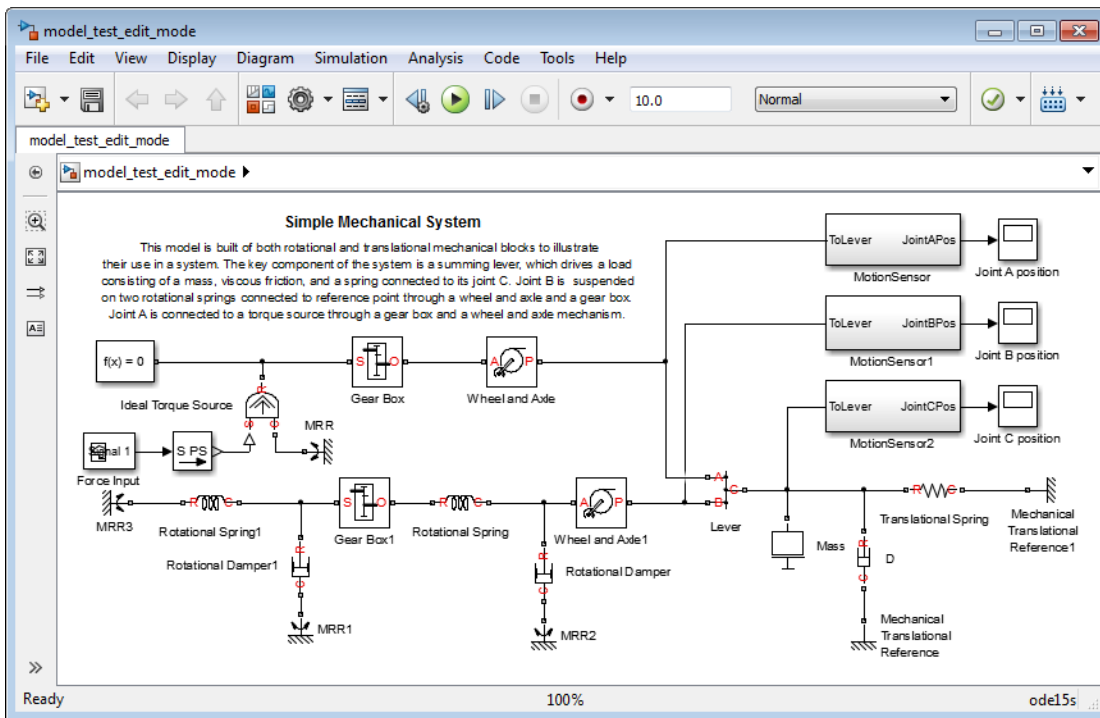 model_test_edit_mode
File Edit View Display Diagram Simulation Analysis Code Tools Help
10.0 Normal
model_test_edit_mode
model_test_edit_mode
Simple Mechanical System
This model is built of both rotational and translational mechanical blocks to illustrate
their use in a system. The key component of the system is a summing lever, which drives a load
consisting of a mass, viscous friction, and a spring connected to its joint C. Joint B is suspended
on two rotational springs connected to reference point through a wheel and axle and a gear box.
Joint A is connected to a torque source through a gear box and a wheel and axle mechanism.
ToLever JointAPos
MotionSensor
Joint A position
ToLever JointBPos
MotionSensor1
Joint B position
ToLever JointCPos
MotionSensor2
Joint C position
f(x) = 0
S O
Gear Box
A P
Wheel and Axle
Ideal Torque Source
R
S C
MRR
Signal 1
Force Input
S PS
MRR3
R C
Rotational Spring1
S O
Gear Box1
R C
Rotational Spring
A P
Wheel and Axle1
A
B
C
Lever
R C
Translational Spring
Mechanical
Translational
Reference1
Mass
R
C
D
Rotational Damper1
R
C
MRR1
Rotational Damper
R
C
MRR2
Mechanical
Translational
Reference
Ready 100% ode15s